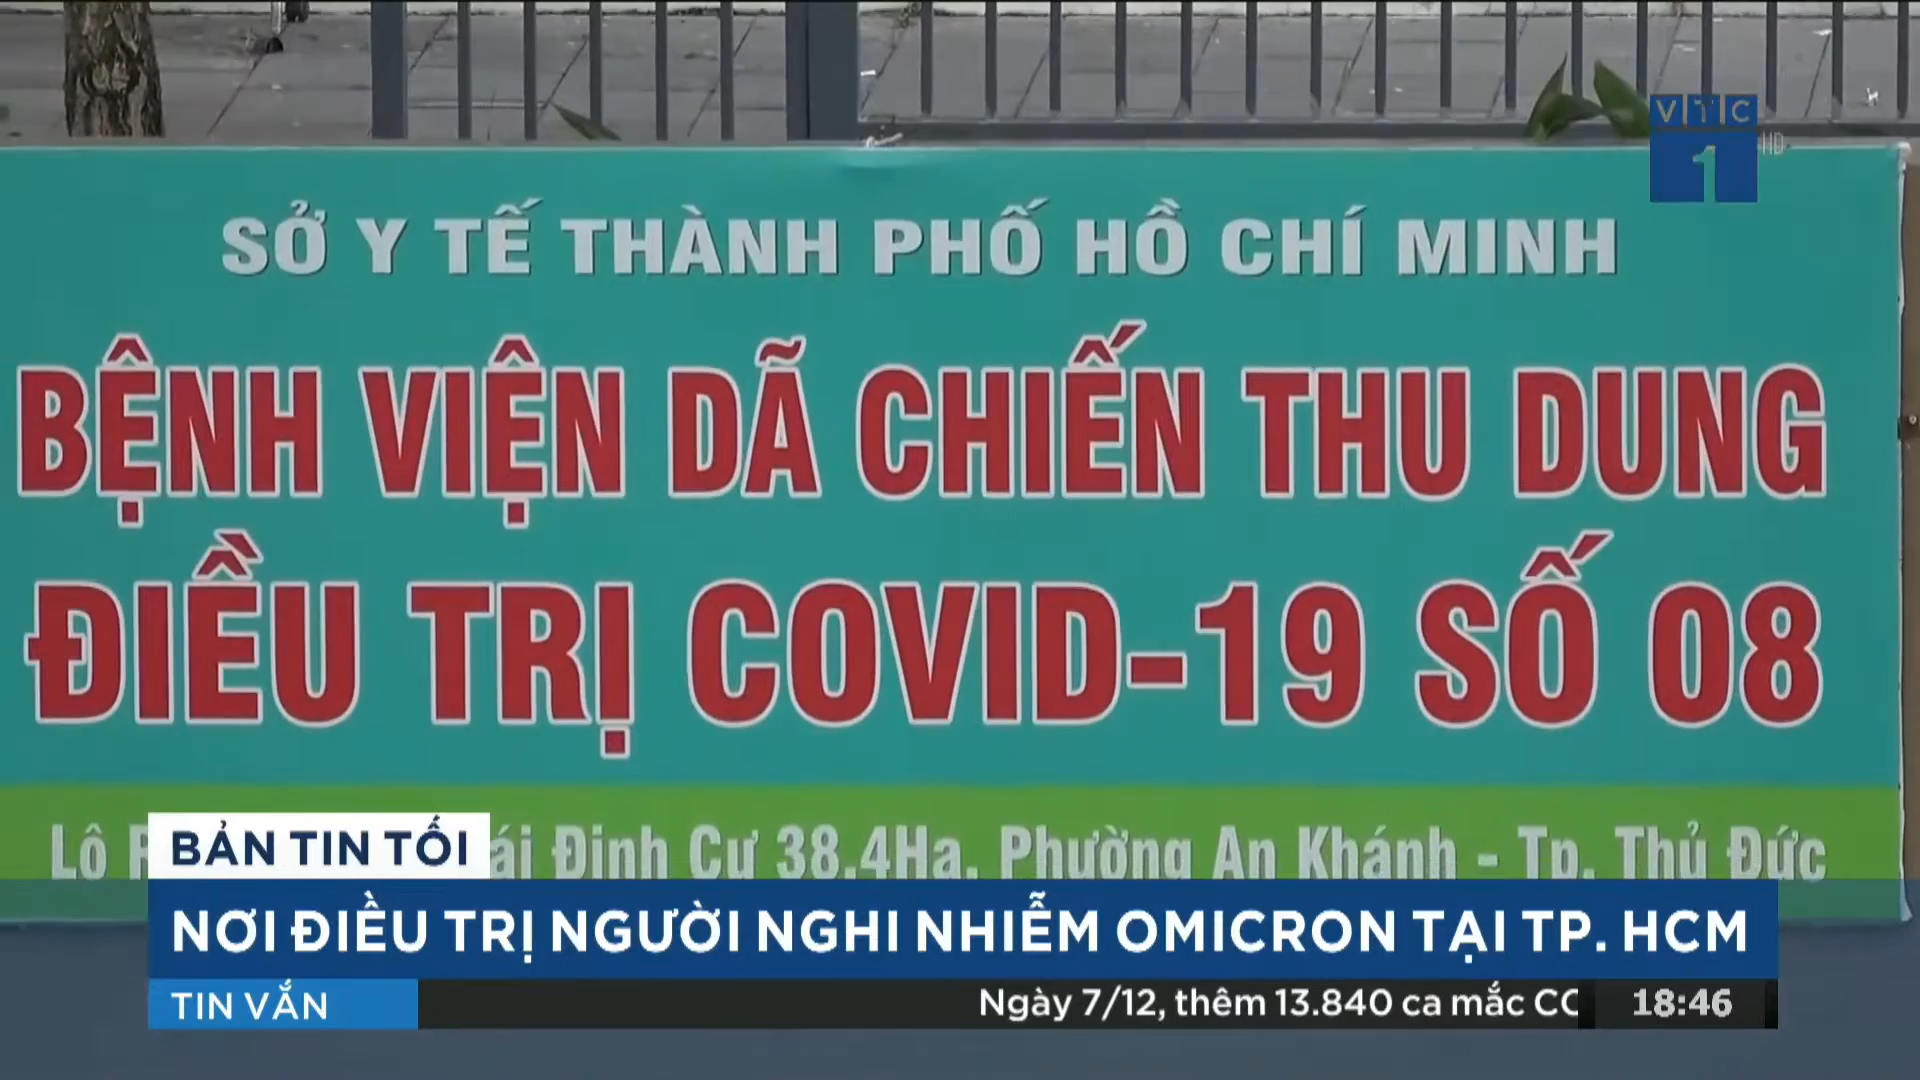 VTC
1 HD
SỞ Y TẾ THÀNH PHỐ HỒ CHÍ MINH
BỆNH VIỆN DÃ CHIẾN THU DUNG
ĐIỀU TRỊ COVID-19 SỐ 08
Lô Định Cư 38.4Ha, Phường An Khánh - Tp. Thủ Đức
BẢN TIN TỐI
NƠI ĐIỀU TRỊ NGƯỜI NGHI NHIỄM OMICRON TẠI TP. HCM
TIN VẮN
Ngày 7/12, thêm 13.840 ca mắc
18:46